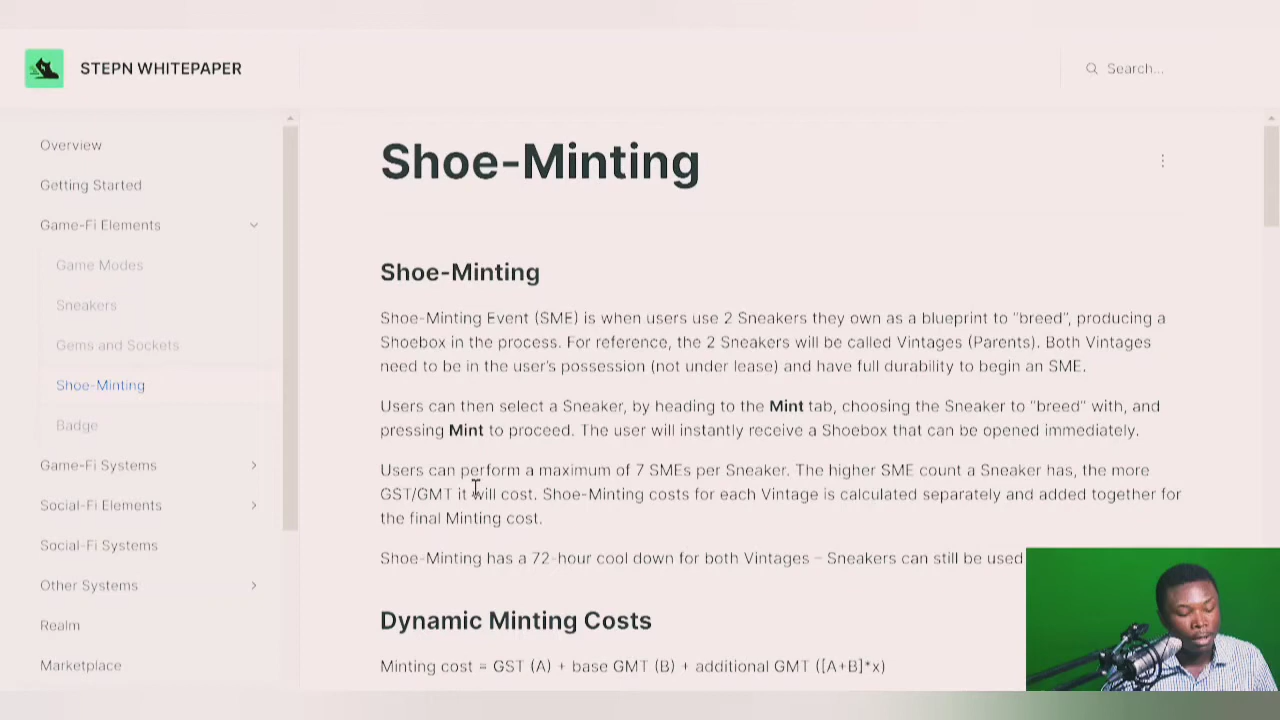 STEPN WHITEPAPER
Search...
Overview
Getting Started
Game-Fi Elements
Game Modes
Sneakers
Gems and Sockets
Shoe-Minting
Badge
Game-Fi Systems
Social-Fi Elements
Social-Fi Systems
Other Systems
Realm
Marketplace
Shoe-Minting
Shoe-Minting
Shoe-Minting Event (SME) is when users use 2 Sneakers they own as a blueprint to “breed”, producing a
Shoebox in the process. For reference, the 2 Sneakers will be called Vintages (Parents). Both Vintages
need to be in the user's possession (not under lease) and have full durability to begin an SME.
Users can then select a Sneaker, by heading to the Mint tab, choosing the Sneaker to “breed” with, and
pressing Mint to proceed. The user will instantly receive a Shoebox that can be opened immediately.
Users can perform a maximum of 7 SMEs per Sneaker. The higher SME count a Sneaker has, the more
GST/GMT it will cost. Shoe-Minting costs for each Vintage is calculated separately and added together for
the final Minting cost.
Shoe-Minting has a 72-hour cool down for both Vintages – Sneakers can still be used
Dynamic Minting Costs
Minting cost = GST (A) + base GMT (B) + additional GMT ([A+B]*x)